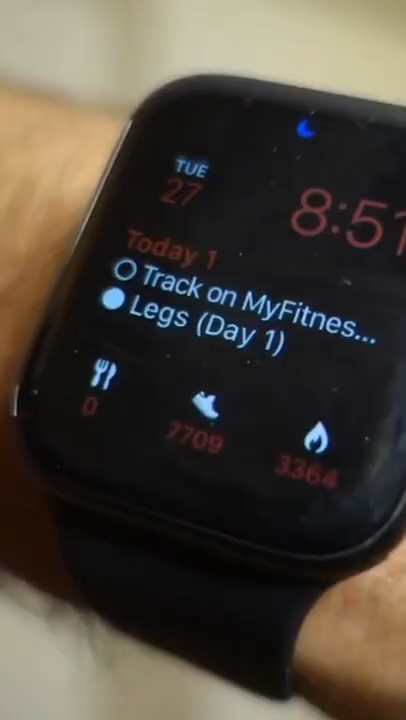 TUE
27
8:51
Today 1
Track on MyFitnes...
Legs (Day 1)
0
7709
3364